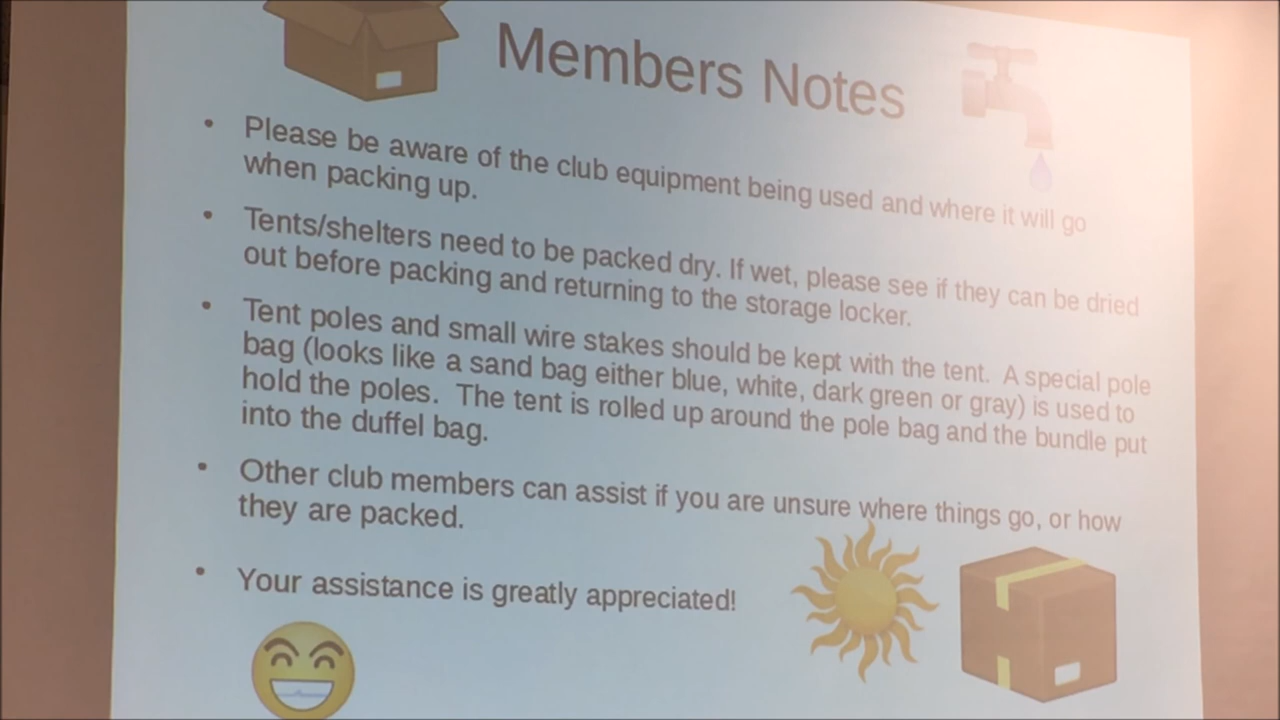 Members Notes
• Please be aware of the club equipment being used and where it will go
when packing up.
• Tents/shelters need to be packed dry. If wet, please see if they can be dried
out before packing and returning to the storage locker.
• Tent poles and small wire stakes should be kept with the tent.  A special pole
bag (looks like a sand bag either blue, white, dark green or gray) is used to
hold the poles.  The tent is rolled up around the pole bag and the bundle put
into the duffel bag.
• Other club members can assist if you are unsure where things go, or how
they are packed.
• Your assistance is greatly appreciated!